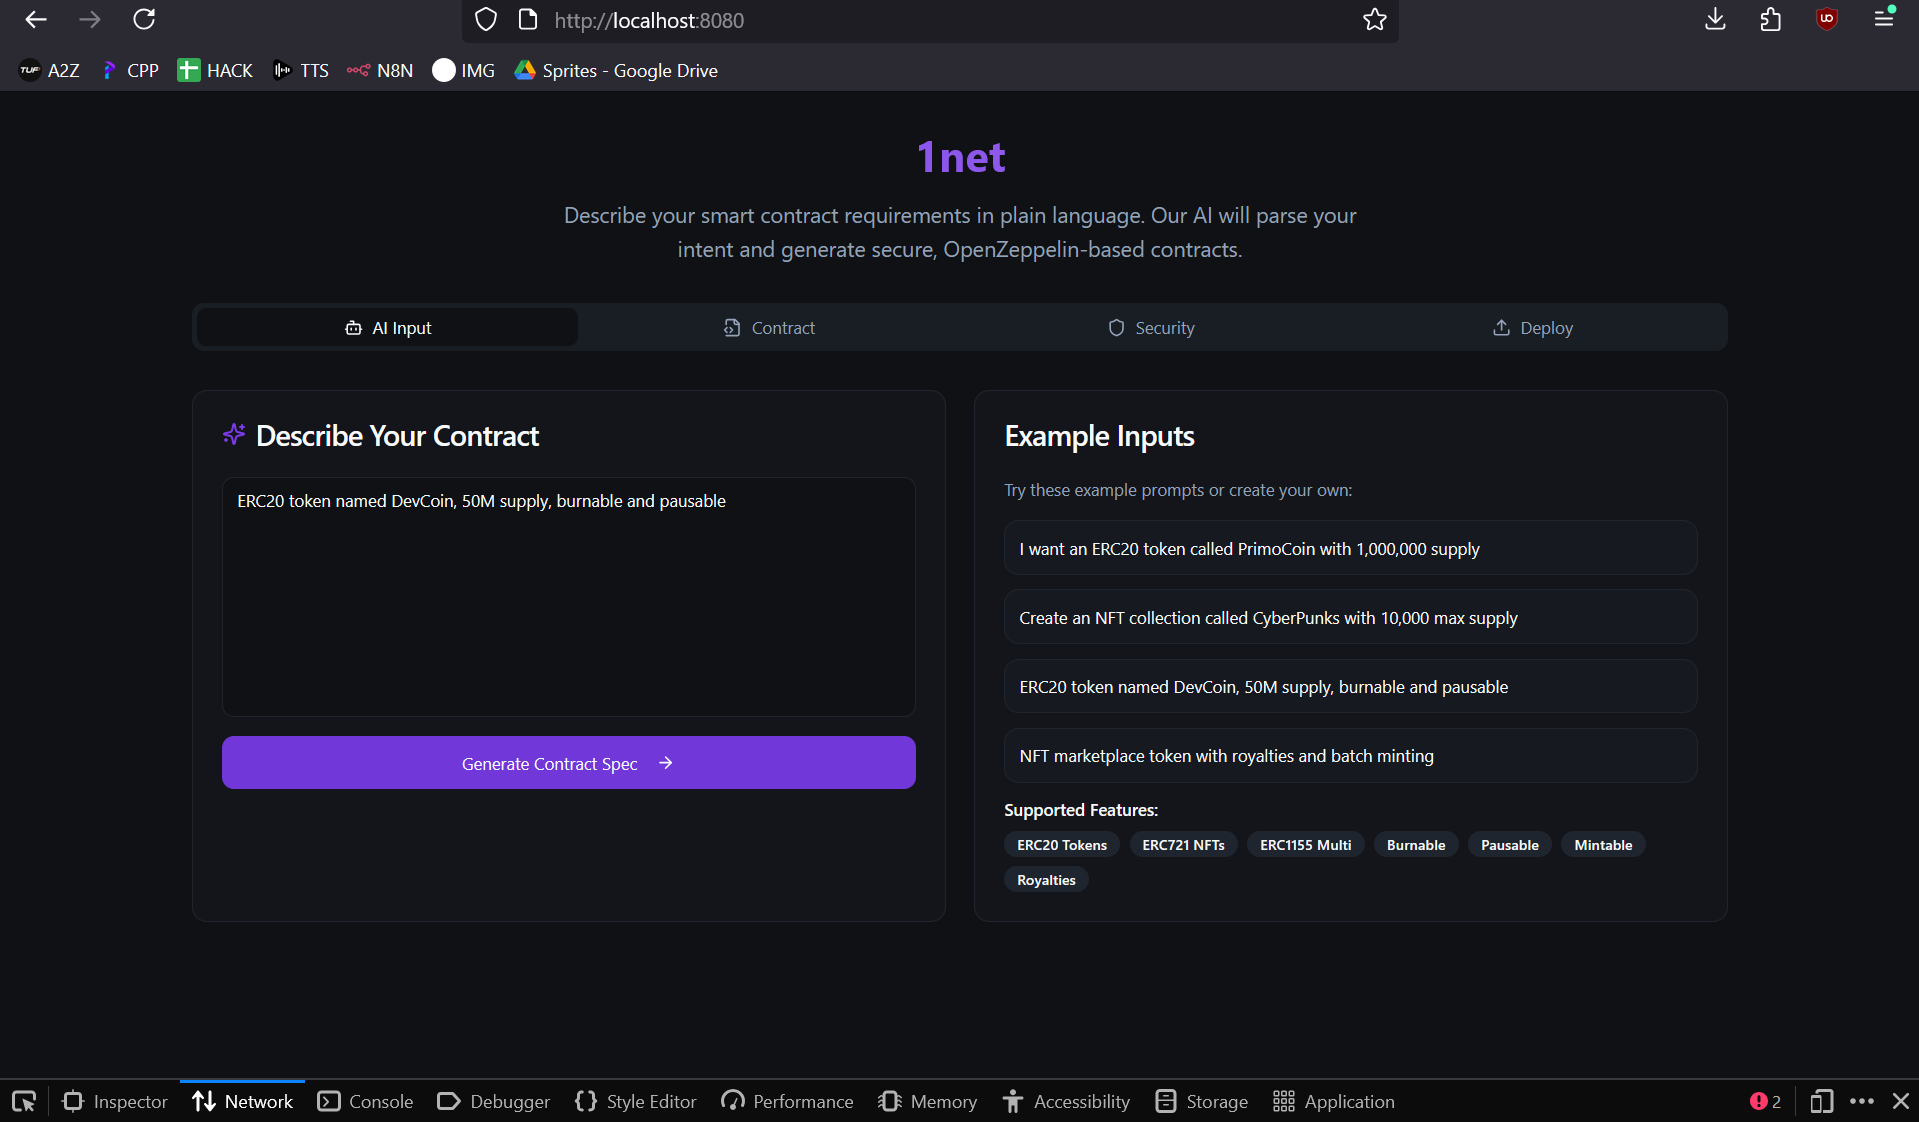 http://localhost:8080
TUF A2Z CPP HACK TTS N8N IMG Sprites - Google Drive
1net
Describe your smart contract requirements in plain language. Our AI will parse your
intent and generate secure, OpenZeppelin-based contracts.
AI Input Contract Security Deploy
Describe Your Contract
ERC20 token named DevCoin, 50M supply, burnable and pausable
Generate Contract Spec →
Example Inputs
Try these example prompts or create your own:
I want an ERC20 token called PrimoCoin with 1,000,000 supply
Create an NFT collection called CyberPunks with 10,000 max supply
ERC20 token named DevCoin, 50M supply, burnable and pausable
NFT marketplace token with royalties and batch minting
Supported Features:
ERC20 Tokens ERC721 NFTs ERC1155 Multi Burnable Pausable Mintable
Royalties
Inspector Network Console Debugger Style Editor Performance Memory Accessibility Storage Application 2